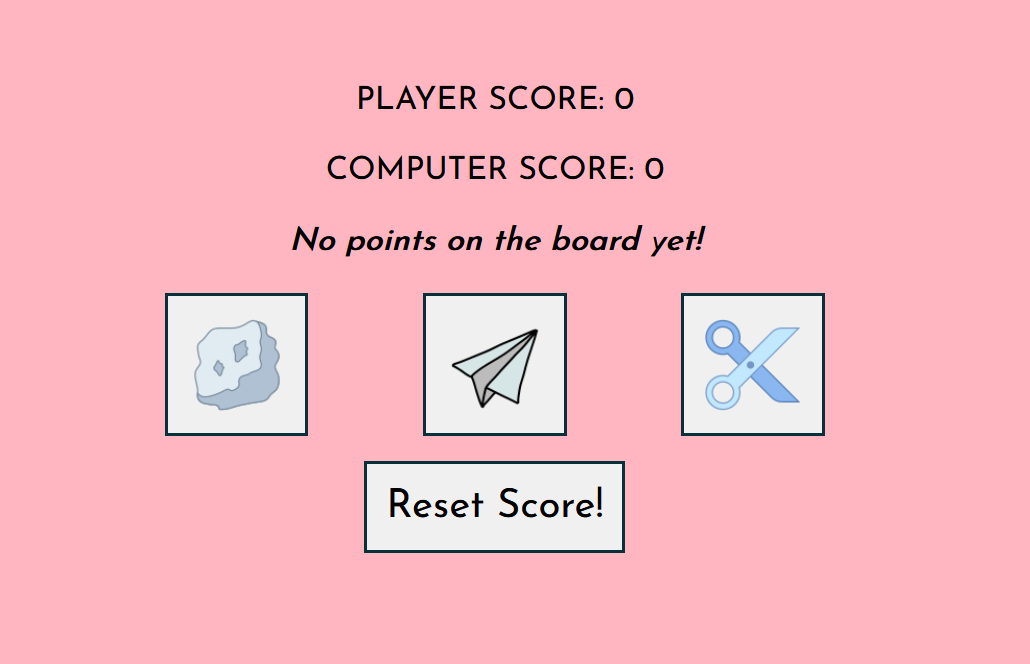 PLAYER SCORE: 0
COMPUTER SCORE: 0
No points on the board yet!
Reset Score!